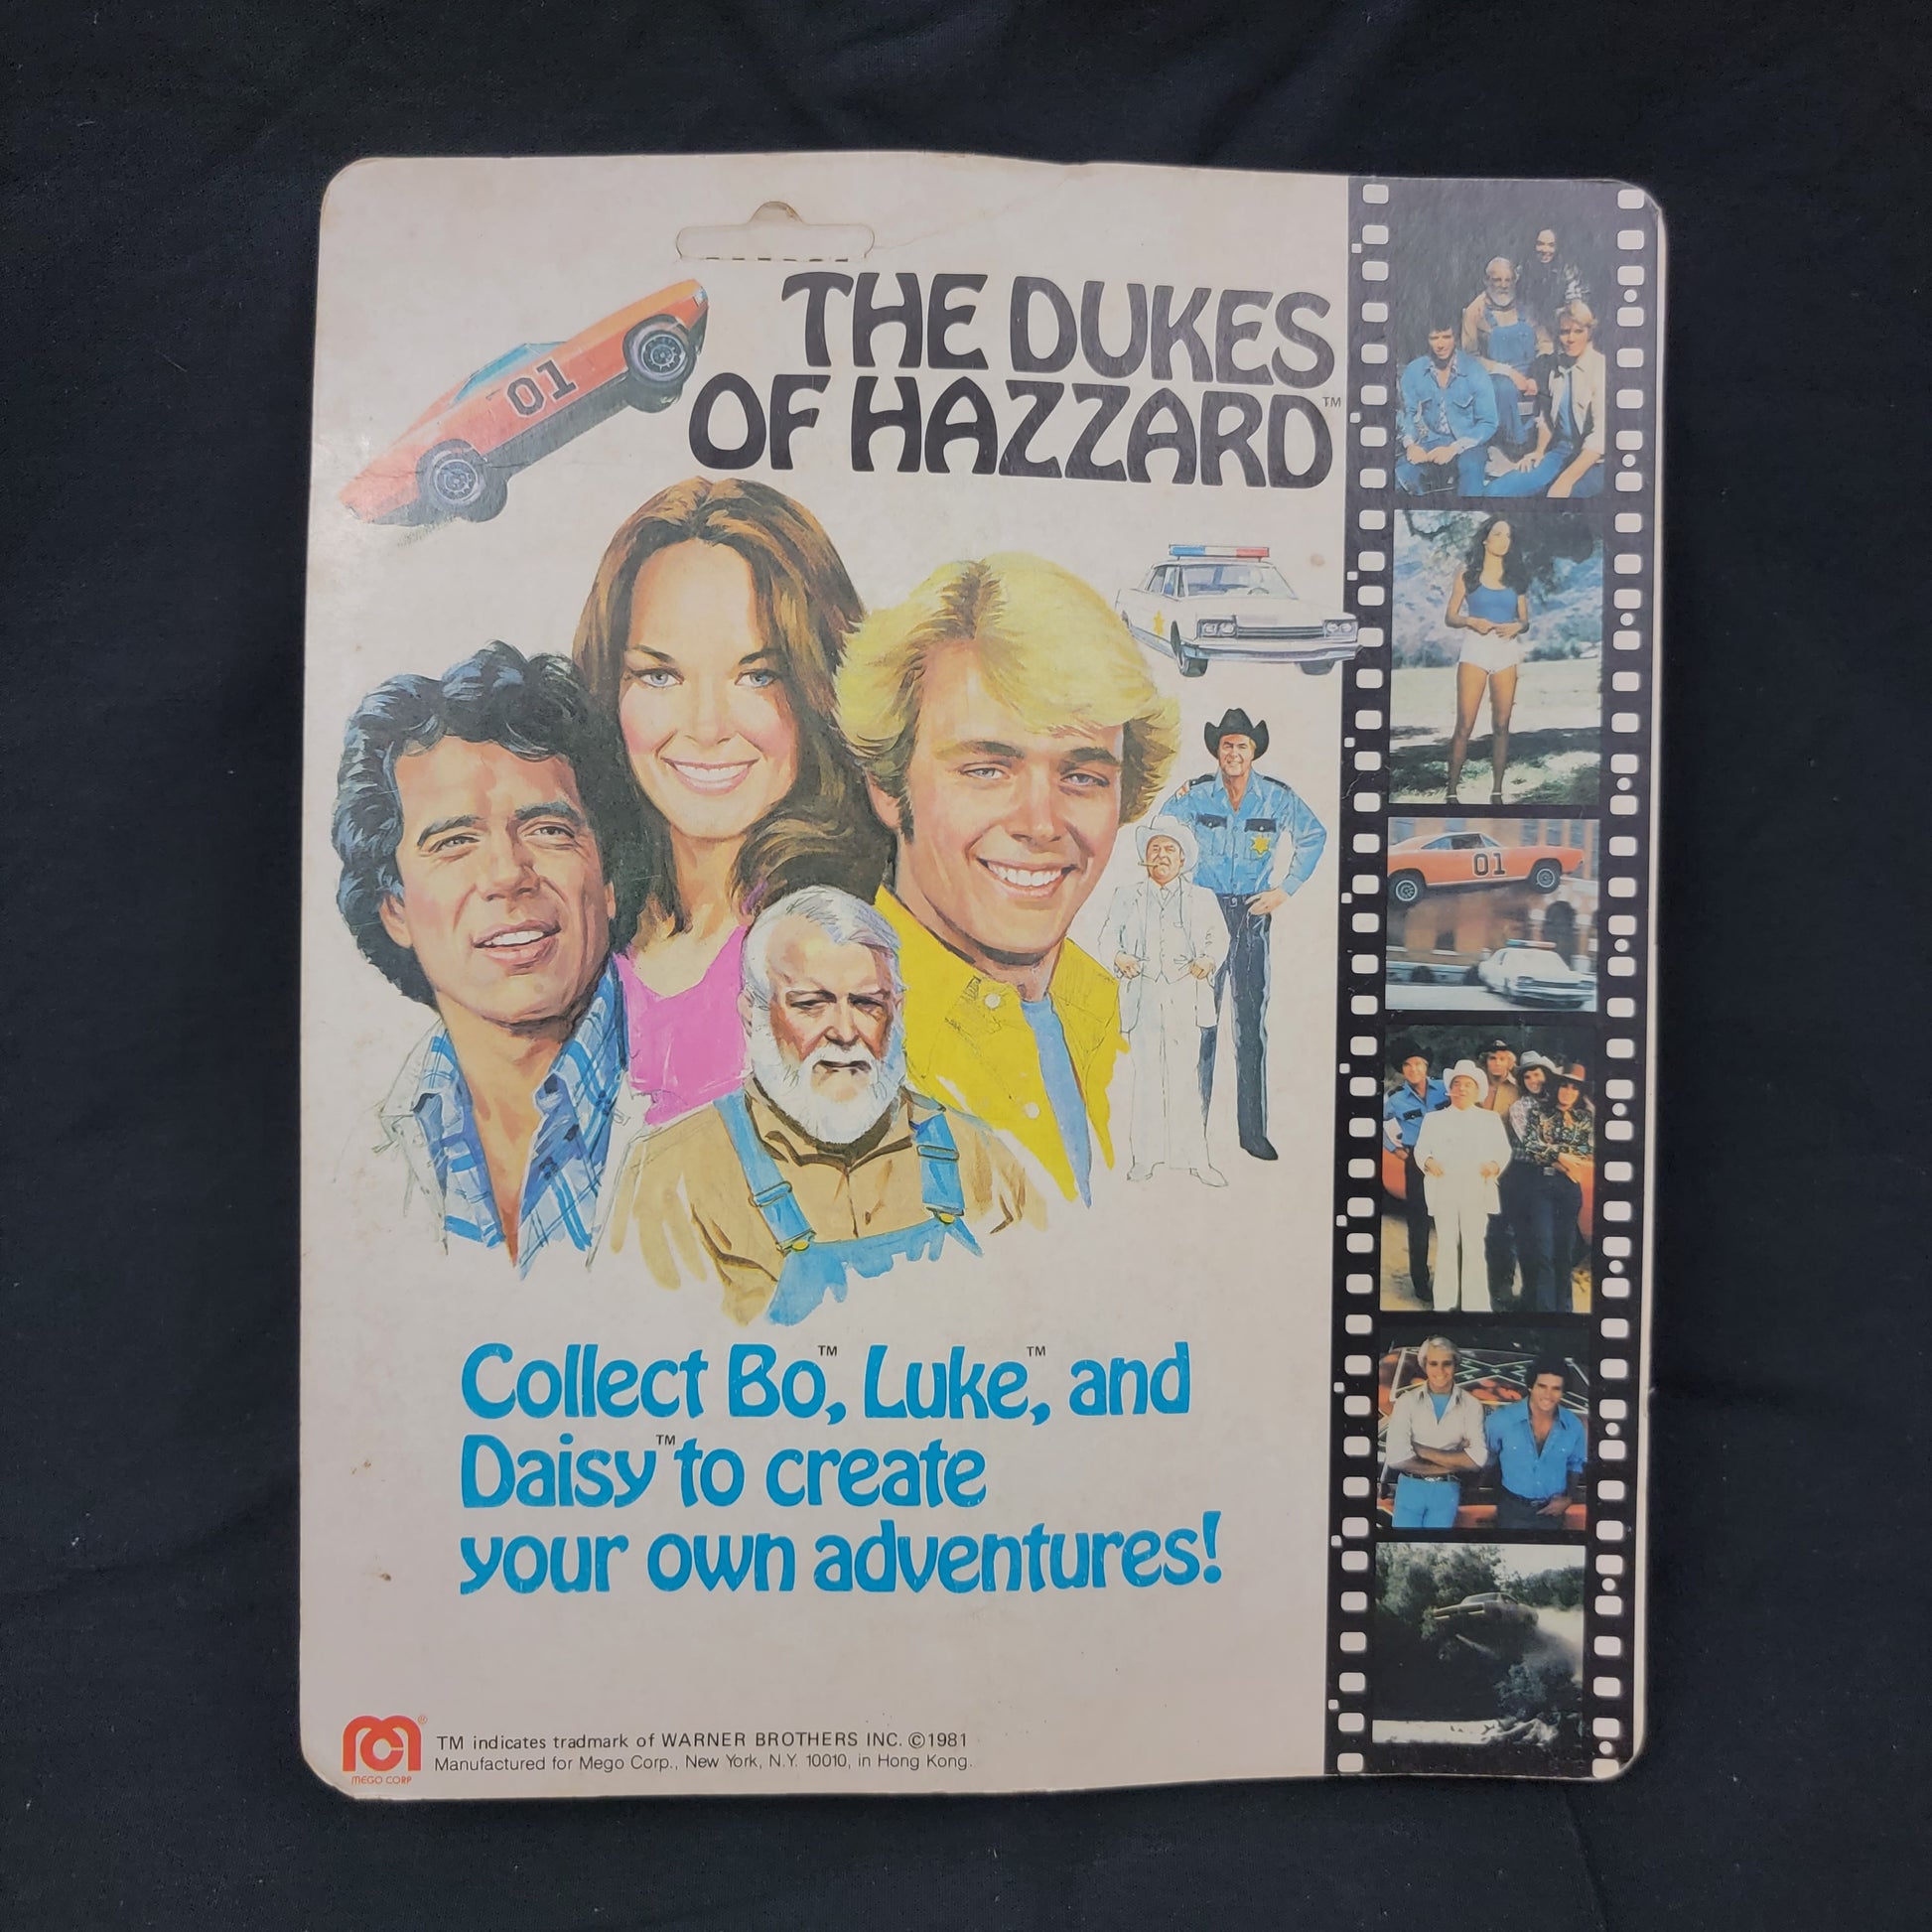 THE DUKES
OF HAZZARD™
01
Collect Bo™, Luke™, and
Daisy™ to create
your own adventures!
01
MEGO CORP ®
TM indicates trademark of WARNER BROTHERS INC. ©1981
Manufactured for Mego Corp., New York, N.Y. 10010, in Hong Kong.